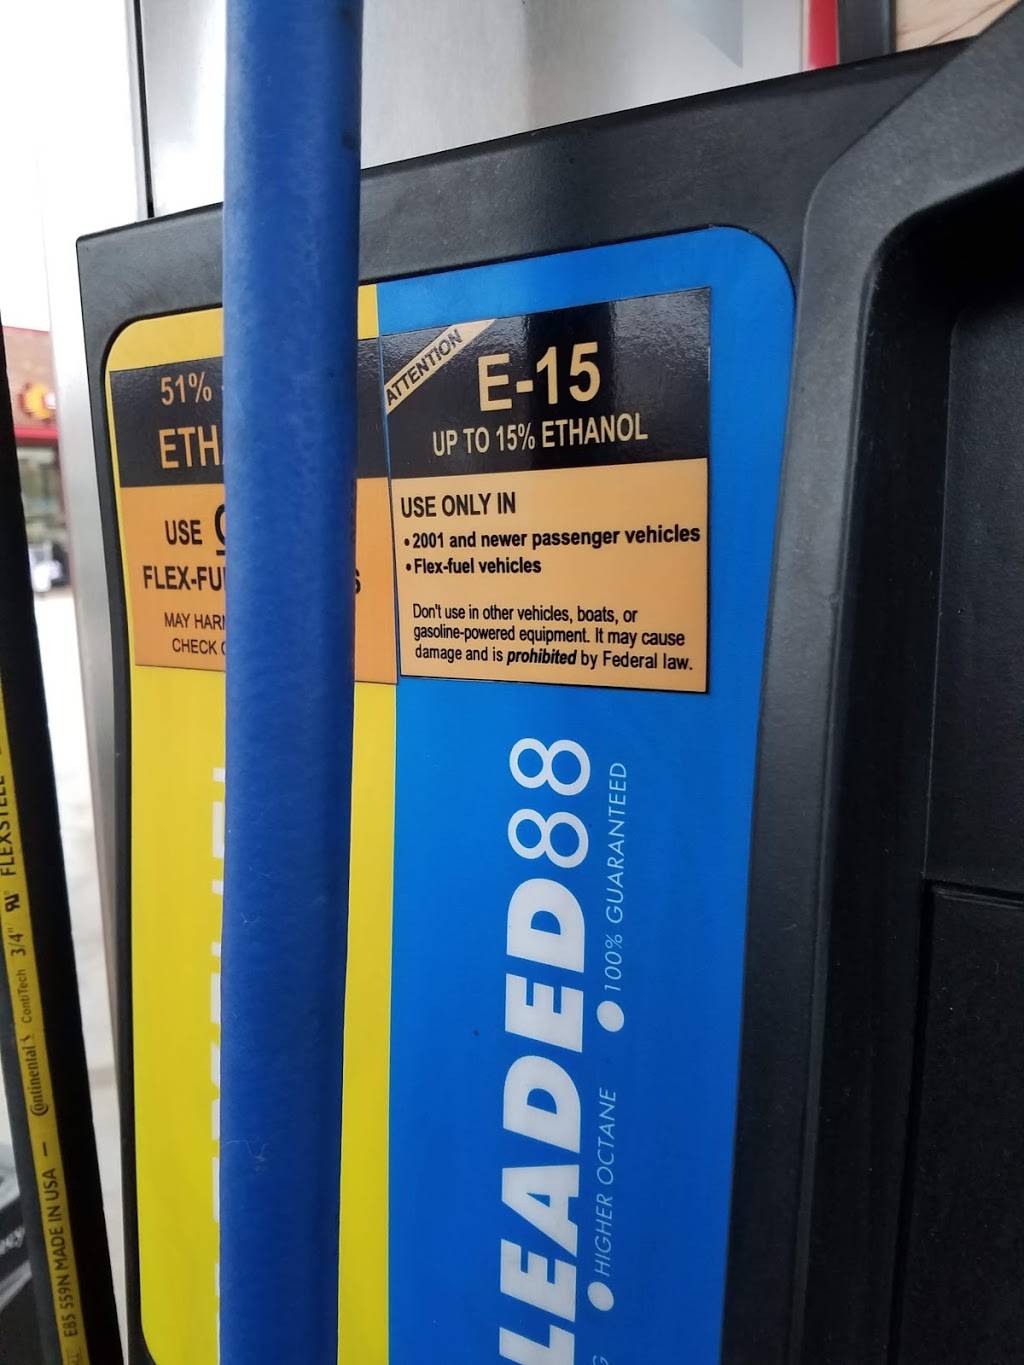 51%
ETH
USE
FLEX-FU
MAY HAR
CHECK
ATTENTION
E-15
UP TO 15% ETHANOL
USE ONLY IN
• 2001 and newer passenger vehicles
• Flex-fuel vehicles
Don't use in other vehicles, boats, or
gasoline-powered equipment. It may cause
damage and is prohibited by Federal law.
LEADED88
HIGHER OCTANE • 100% GUARANTEED
E85 559N MADE IN USA — Continental ContiTech 3/4" FLEXSTEEL